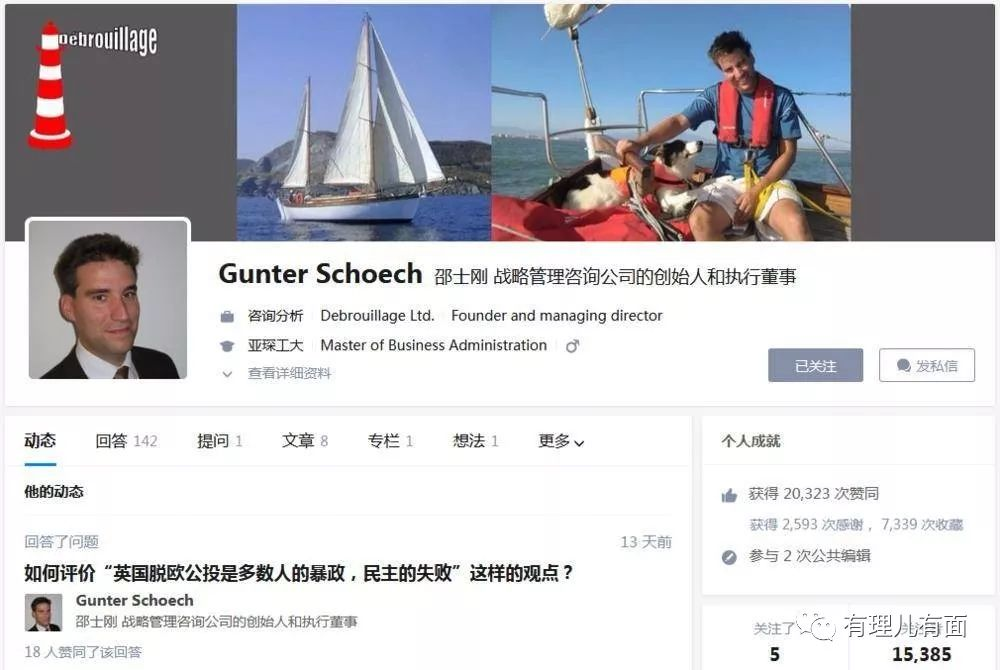 Débrouillage
Gunter Schoech 邵士刚 战略管理咨询公司的创始人和执行董事
咨询分析 Debrouillage Ltd. Founder and managing director
亚琛工大 Master of Business Administration
查看详细资料
已关注 发私信
动态 回答 142 提问 1 文章 8 专栏 1 想法 1 更多
他的动态
回答了问题 13 天前
如何评价“英国脱欧公投是多数人的暴政，民主的失败”这样的观点？
Gunter Schoech
邵士刚 战略管理咨询公司的创始人和执行董事
18 人赞同了该回答
个人成就
获得 20,323 次赞同
获得 2,593 次感谢， 7,339 次收藏
参与 2 次公共编辑
关注了
5 15,385
有理儿有面